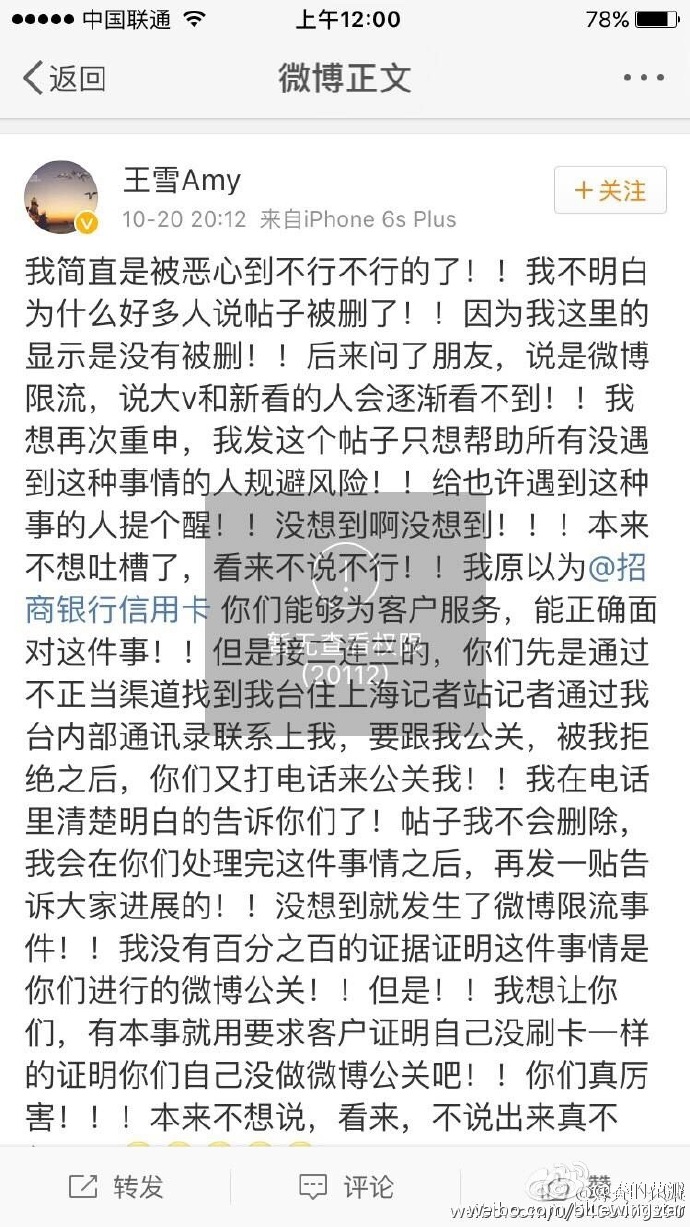 中国联通
上午12:00
78%
返回
微博正文
王雪Amy
+关注
10-20 20:12 来自iPhone 6s Plus
我简直是被恶心到不行不行的了！！我不明白
为什么好多人说帖子被删了！！因为我这里的
显示是没有被删！！后来问了朋友，说是微博
限流，说大v和新看的人会逐渐看不到！！我
想再次重申，我发这个帖子只想帮助所有没遇
到这种事情的人规避风险！！给也许遇到这种
事的人提个醒！！没想到啊没想到！！！本来
不想吐槽了，看来不说不行！！我原以为@招
商银行信用卡 你们能够为客户服务，能正确面
对这件事！！但是接二连三的，你们先是通过
不正当渠道找到我台住上海记者站记者通过我
台内部通讯录联系上我，要跟我公关，被我拒
绝之后，你们又打电话来公关我！！我在电话
里清楚明白的告诉你们了！帖子我不会删除，
我会在你们处理完这件事情之后，再发一贴告
诉大家进展的！！没想到就发生了微博限流事
件！！我没有百分之百的证据证明这件事情是
你们进行的微博公关！！但是！！我想让你
们，有本事就用要求客户证明自己没刷卡一样
的证明你们自己没做微博公关吧！！你们真厉
害！！！本来不想说，看来，不说出来真不
暂无查看权限
(20112)
转发
评论
赞